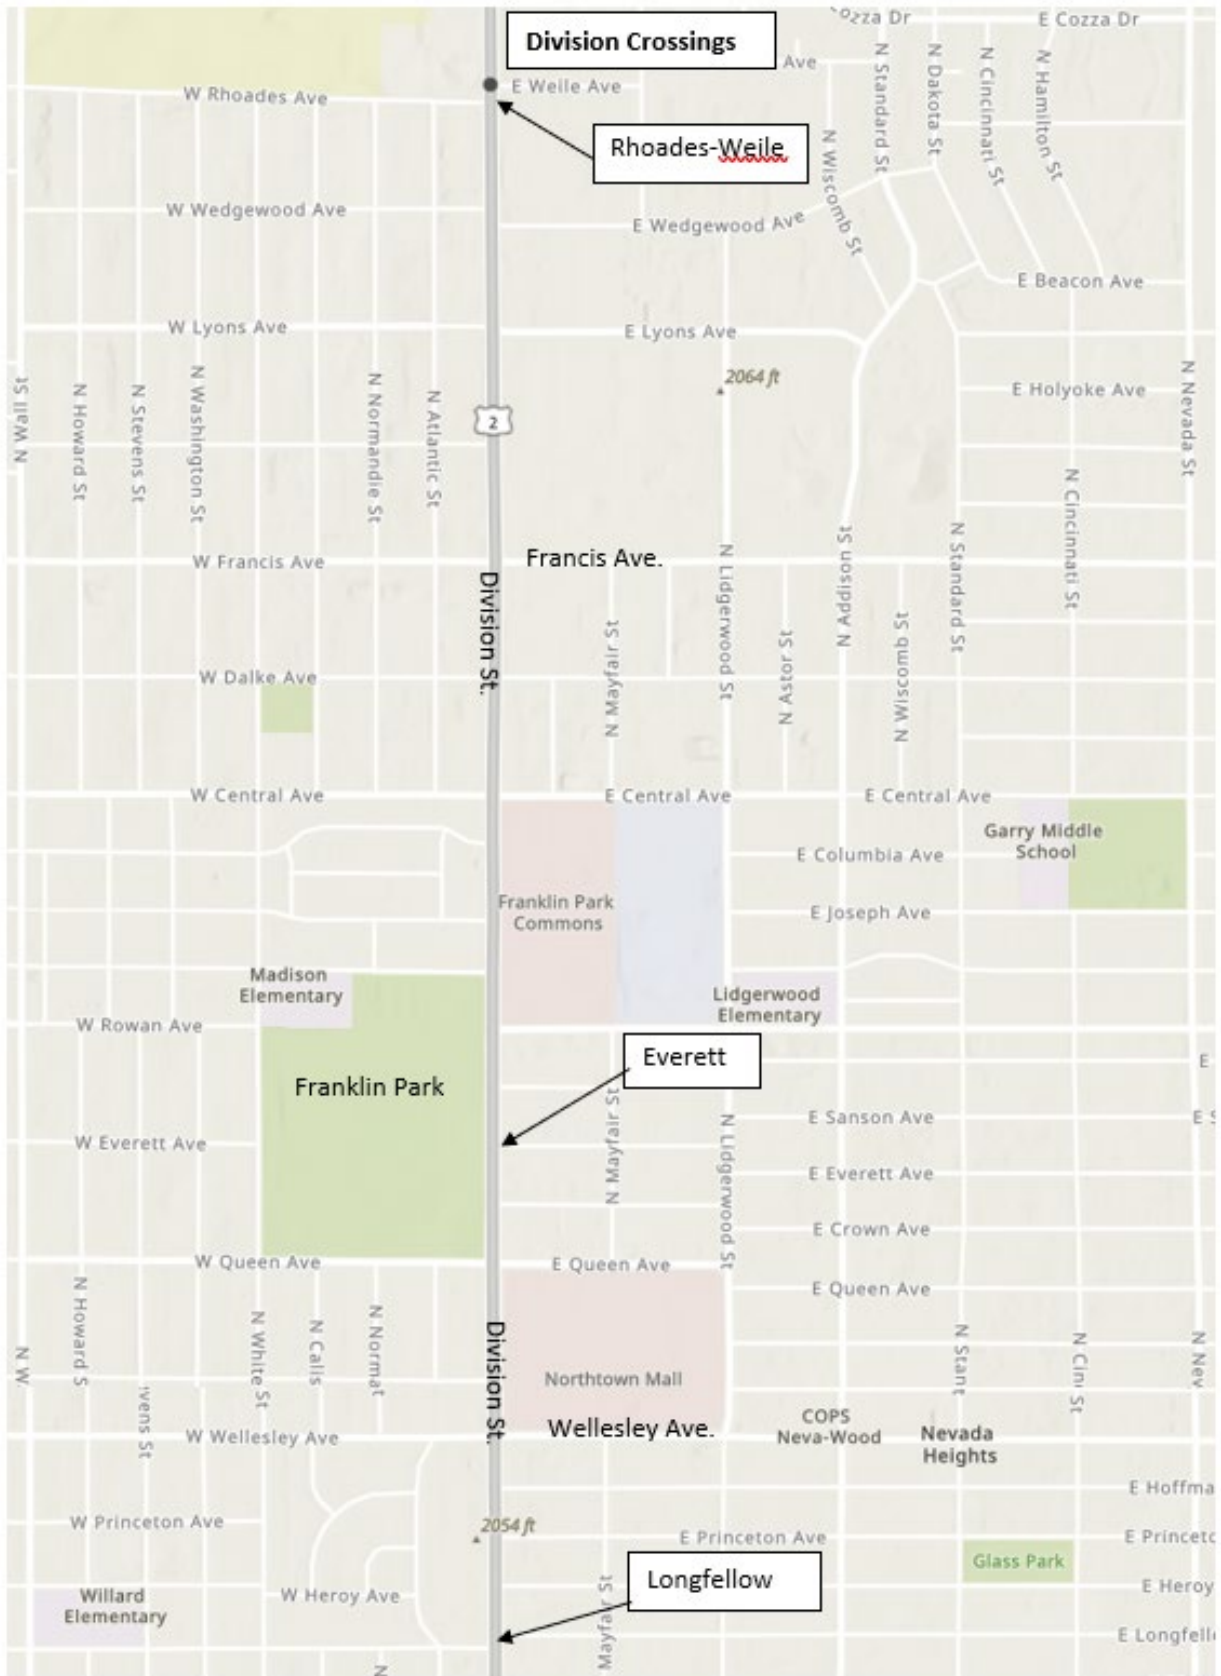 ozza Dr
E Cozza Dr
Division Crossings
Ave
E Weile Ave
W Rhoades Ave
N Standard St
N Dakota St
N Cincinnati St
N Hamilton St
Rhoades-Weile
N Wiscomb St
W Wedgewood Ave
E Wedgewood Ave
E Beacon Ave
W Lyons Ave
E Lyons Ave
2064 ft
E Holyoke Ave
N Wall St
N Howard St
N Stevens St
N Washington St
N Normandie St
N Atlantic St
2
N Nevada St
N Cincinnati St
W Francis Ave
Francis Ave.
Division St.
N Mayfair St
N Lidgerwood St
N Astor St
N Addison St
N Wiscomb St
N Standard St
W Dalke Ave
W Central Ave
E Central Ave
E Central Ave
Garry Middle
School
E Columbia Ave
Franklin Park
Commons
E Joseph Ave
Madison
Elementary
Lidgerwood
Elementary
W Rowan Ave
Everett
E
Franklin Park
N Mayfair St
N Lidgerwood St
E Sanson Ave
E S
W Everett Ave
E Everett Ave
E Crown Ave
W Queen Ave
E Queen Ave
E Queen Ave
N W
N Howard S
vens St
N White St
N Calis
N Normat
Division St.
N Stant
N Cini St
N Nev
Northtown Mall
Wellesley Ave.
COPS
Neva-Wood
Nevada
Heights
W Wellesley Ave
E Hoffma
W Princeton Ave
2054 ft
E Princeton Ave
E Princetc
Glass Park
Longfellow
Willard
Elementary
W Heroy Ave
Mayfair St
E Heroy
E Longfell
N